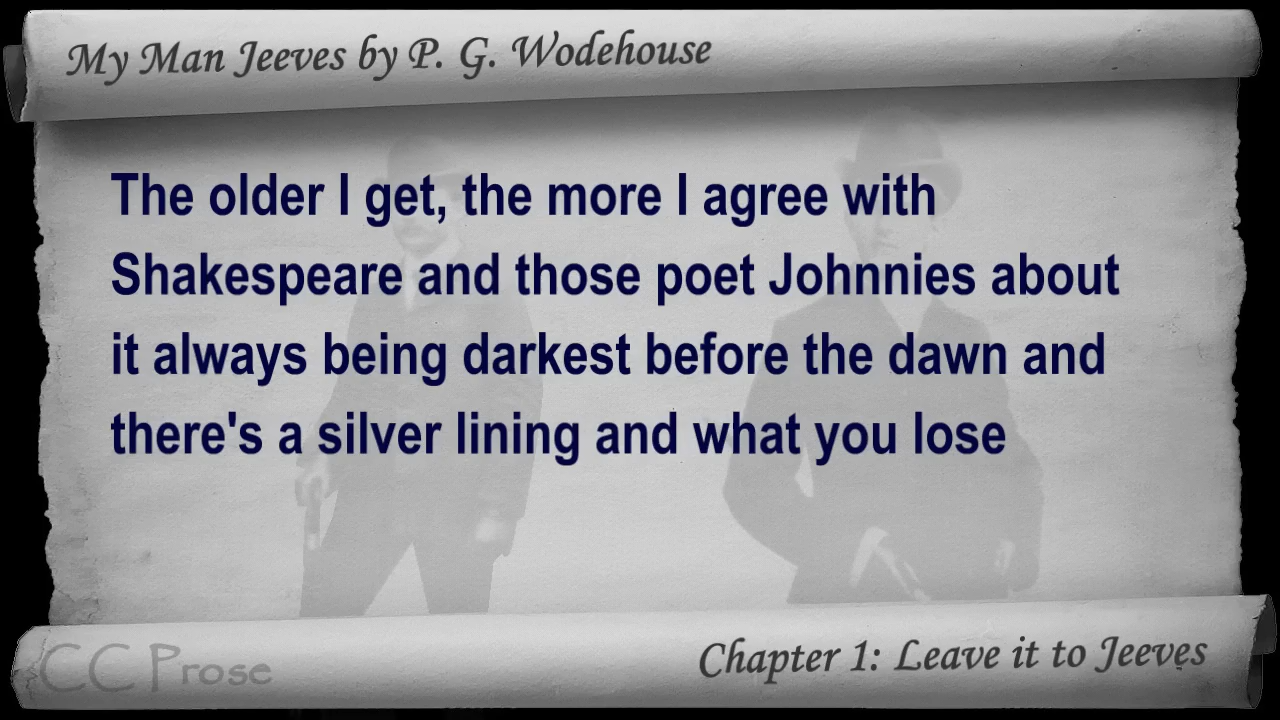 My Man Jeeves by P. G. Wodehouse
The older I get, the more I agree with
Shakespeare and those poet Johnnies about
it always being darkest before the dawn and
there's a silver lining and what you lose
CC Prose
Chapter 1: Leave it to Jeeves